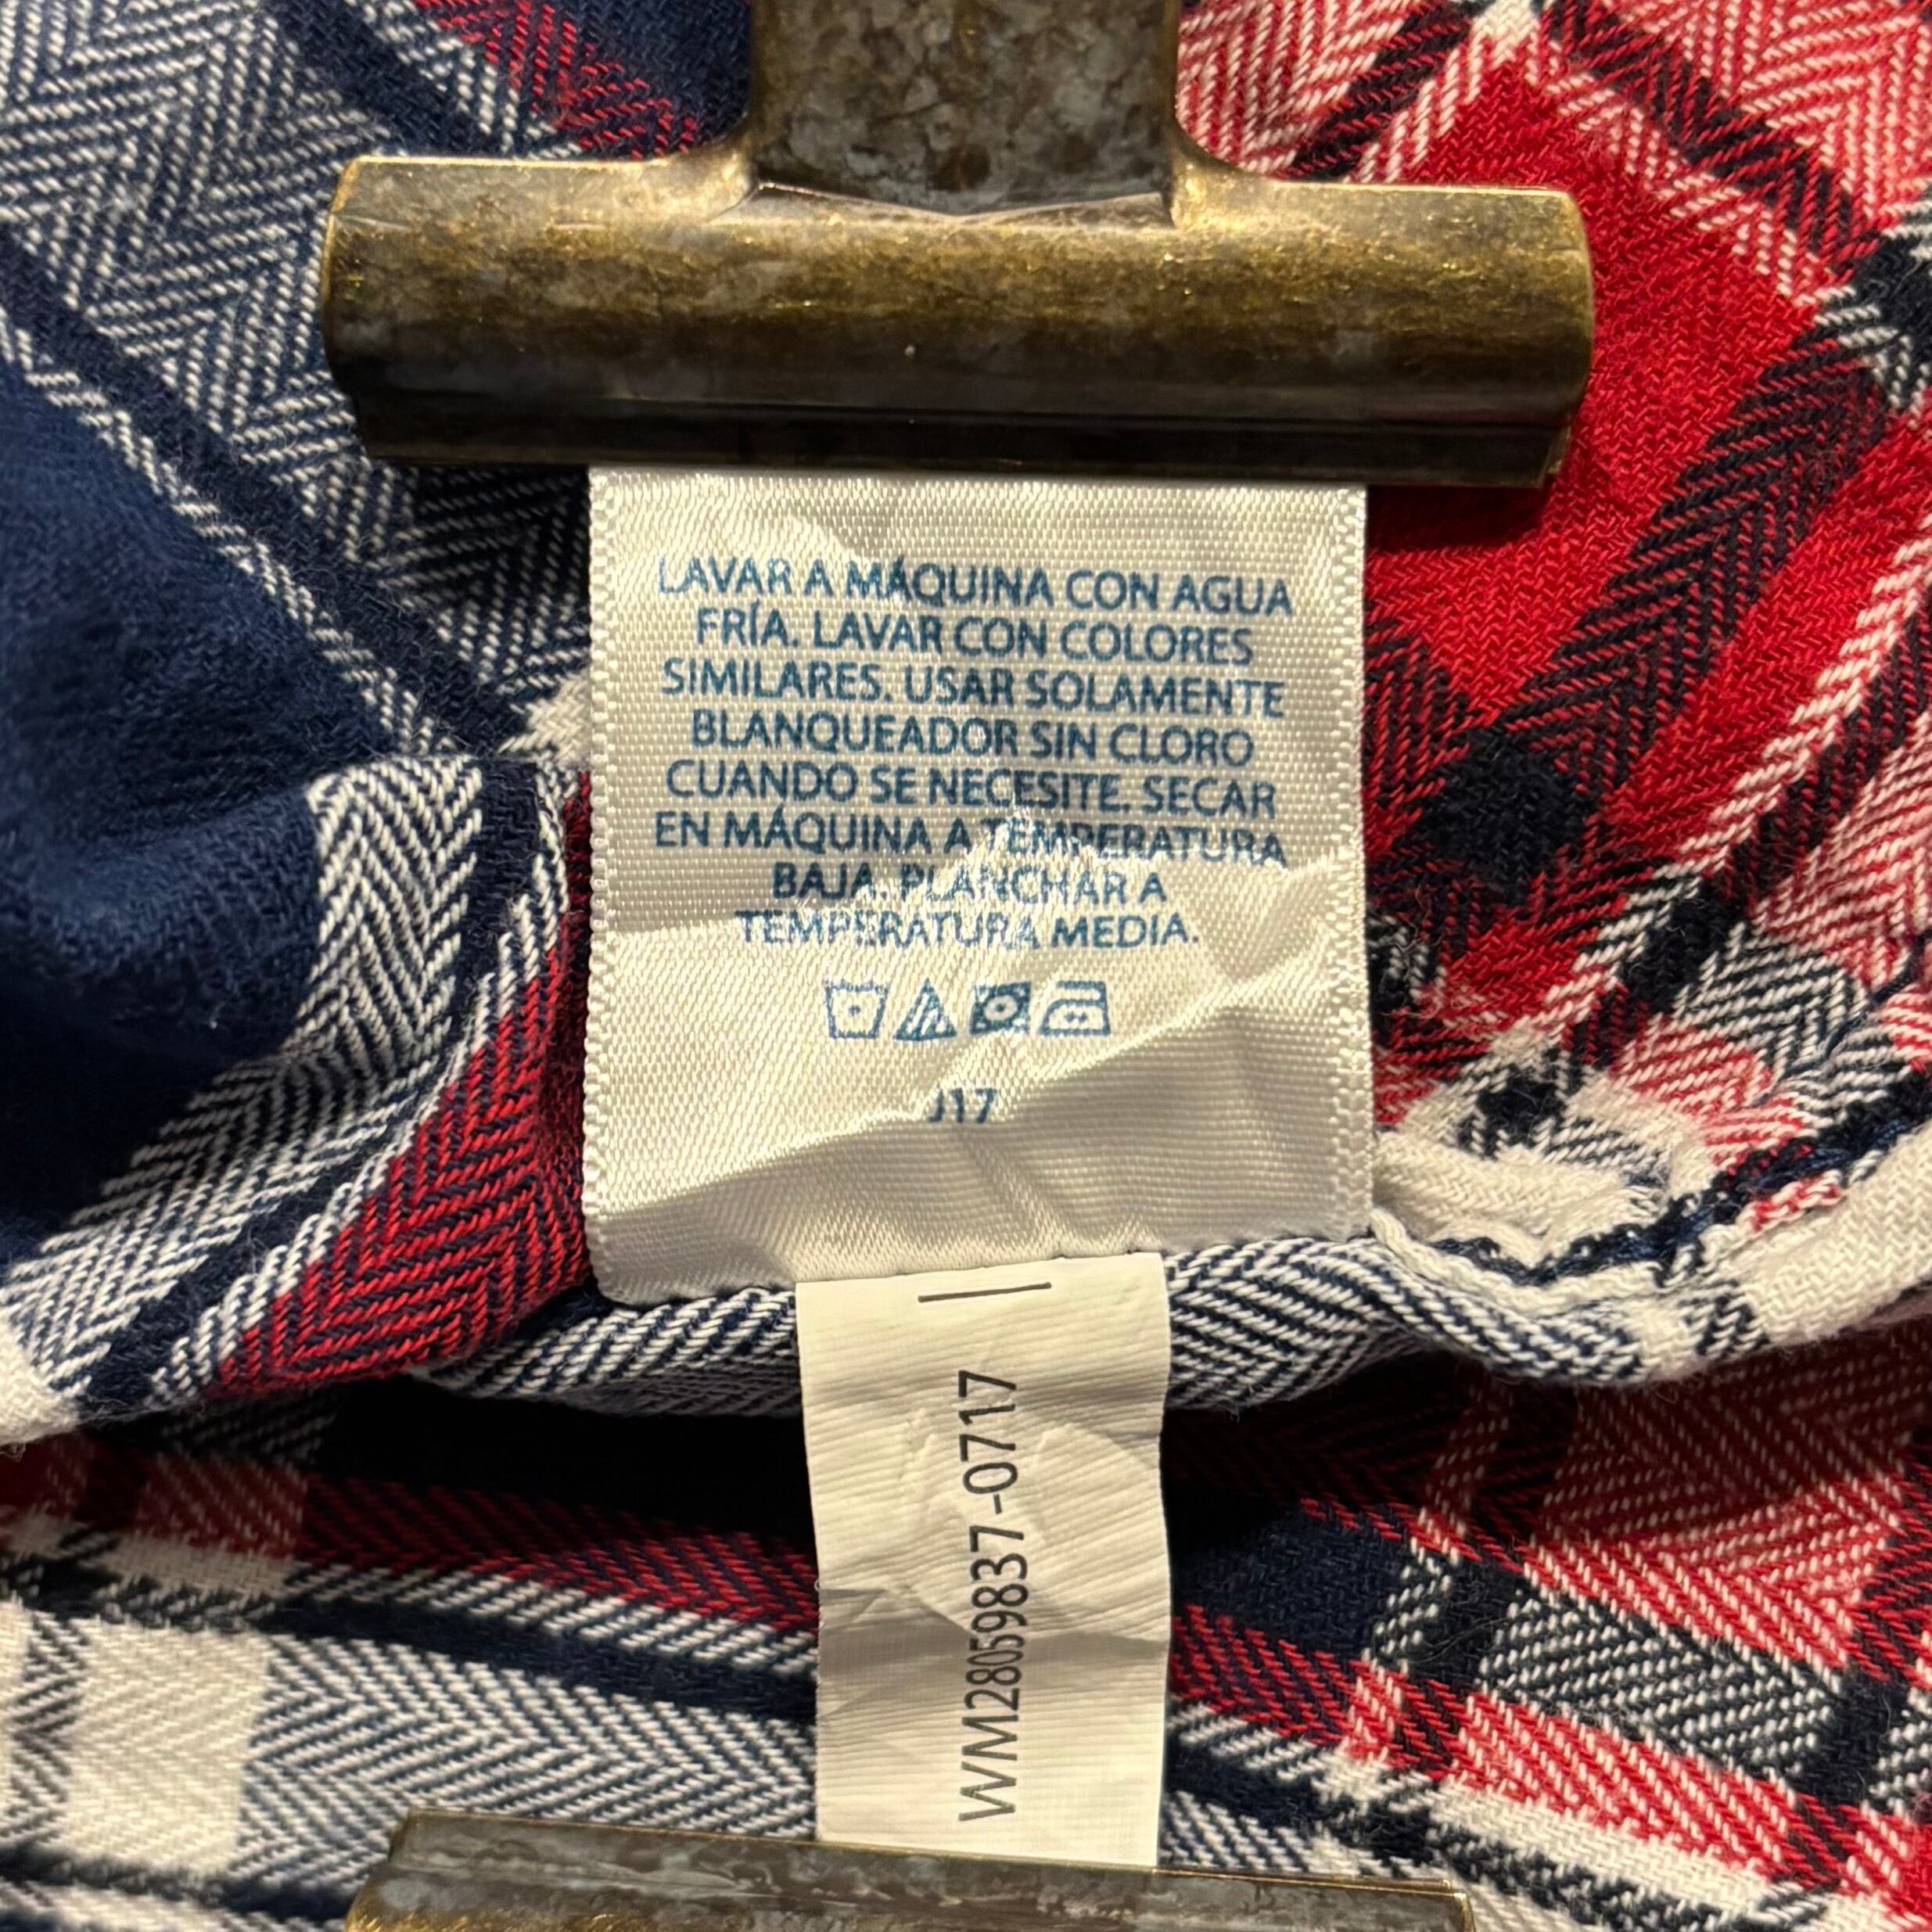 LAVAR A MÁQUINA CON AGUA
FRÍA. LAVAR CON COLORES
SIMILARES. USAR SOLAMENTE
BLANQUEADOR SIN CLORO
CUANDO SE NECESITE. SECAR
EN MÁQUINA A TEMPERATURA
BAJA. PLANCHAR A
TEMPERATURA MEDIA.
J17
WM28059837-0717